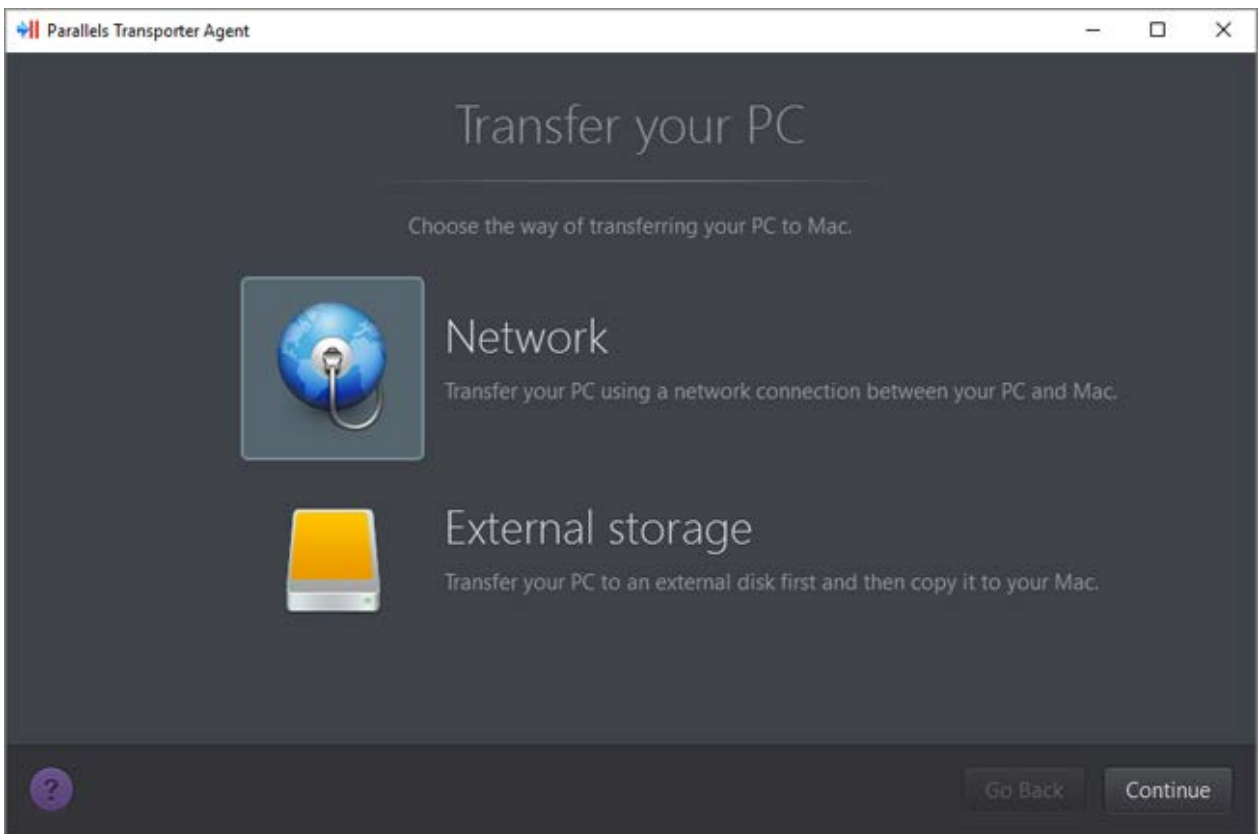 Parallels Transporter Agent
Transfer your PC
Choose the way of transferring your PC to Mac.
Network
Transfer your PC using a network connection between your PC and Mac.
External storage
Transfer your PC to an external disk first and then copy it to your Mac.
?
Go Back
Continue